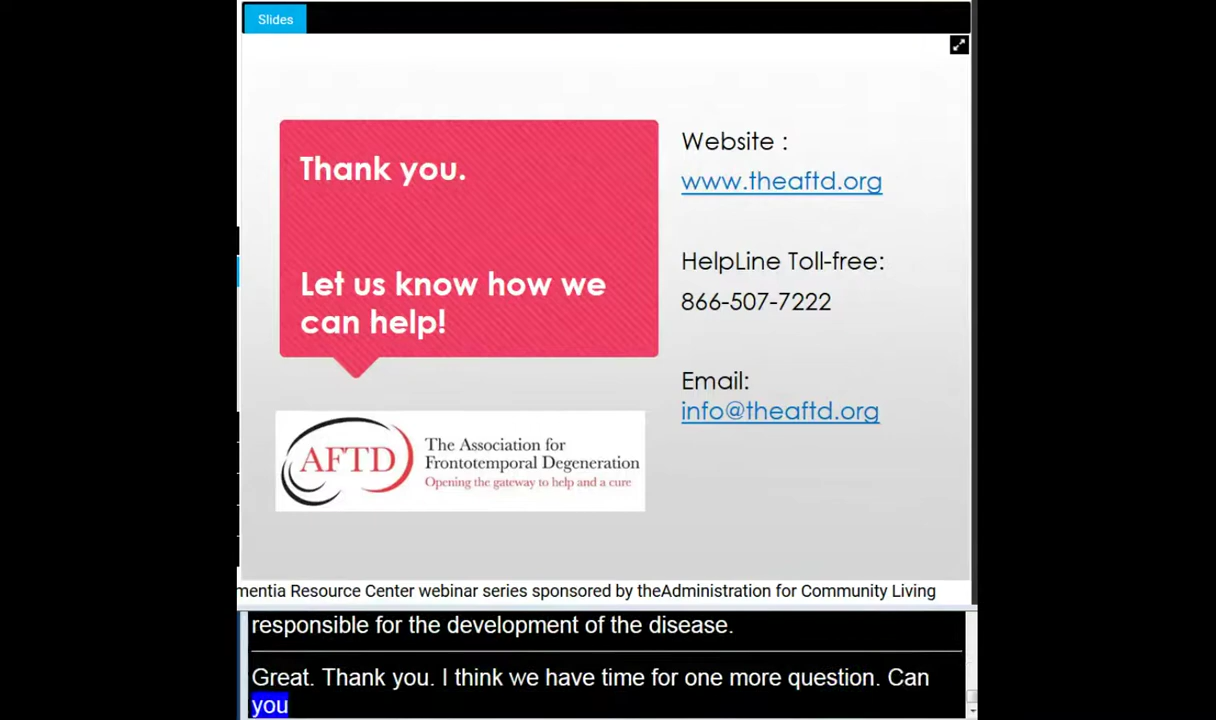 Slides
Thank you.
Let us know how we
can help!
Website :
www.theaftd.org
HelpLine Toll-free:
866-507-7222
Email:
info@theaftd.org
AFTD
The Association for
Frontotemporal Degeneration
Opening the gateway to help and a cure
mentia Resource Center webinar series sponsored by theAdministration for Community Living
responsible for the development of the disease.
Great. Thank you. I think we have time for one more question. Can
you